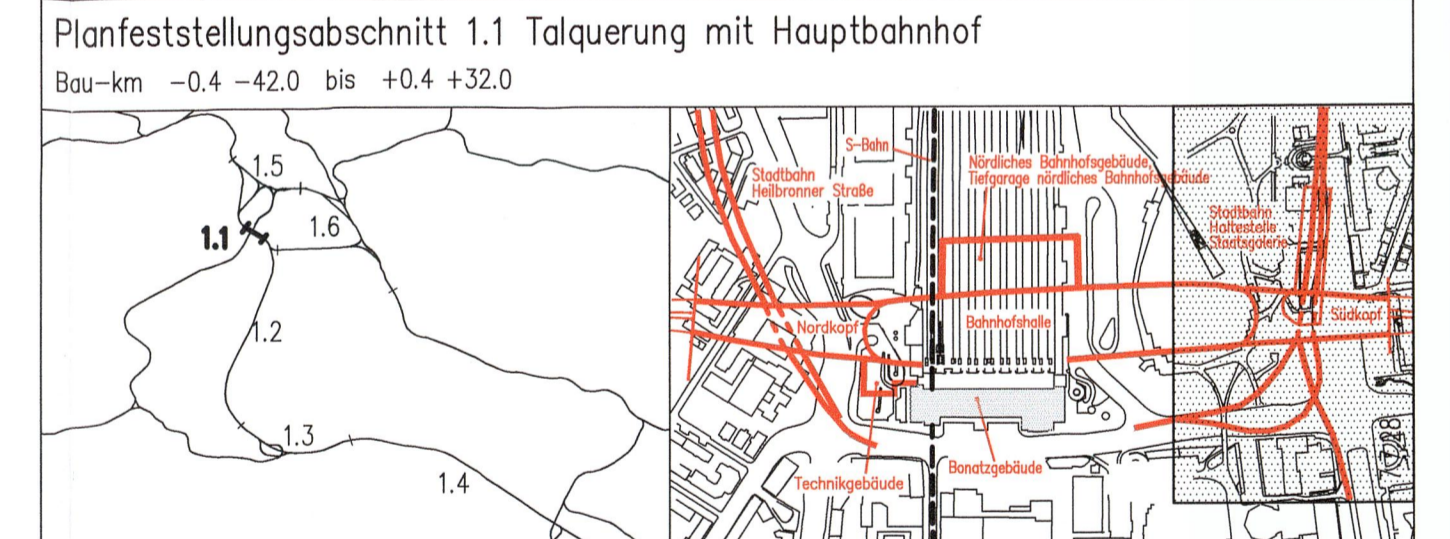 Planfeststellungsabschnitt 1.1 Talquerung mit Hauptbahnhof
Bau-km -0.4 -42.0 bis +0.4 +32.0
1.5
1.6
1.1
1.2
1.3
1.4
S-Bahn
Stadtbahn
Heilbronner Straße
Nördliches Bahnhofsgebäude,
Tiefgarage nördliches Bahnhofsgebäude
Stadtbahn
Haltestelle
Staatsgalerie
Nordkopf
Bahnhofshalle
Südkopf
Technikgebäude
Bonatzgebäude